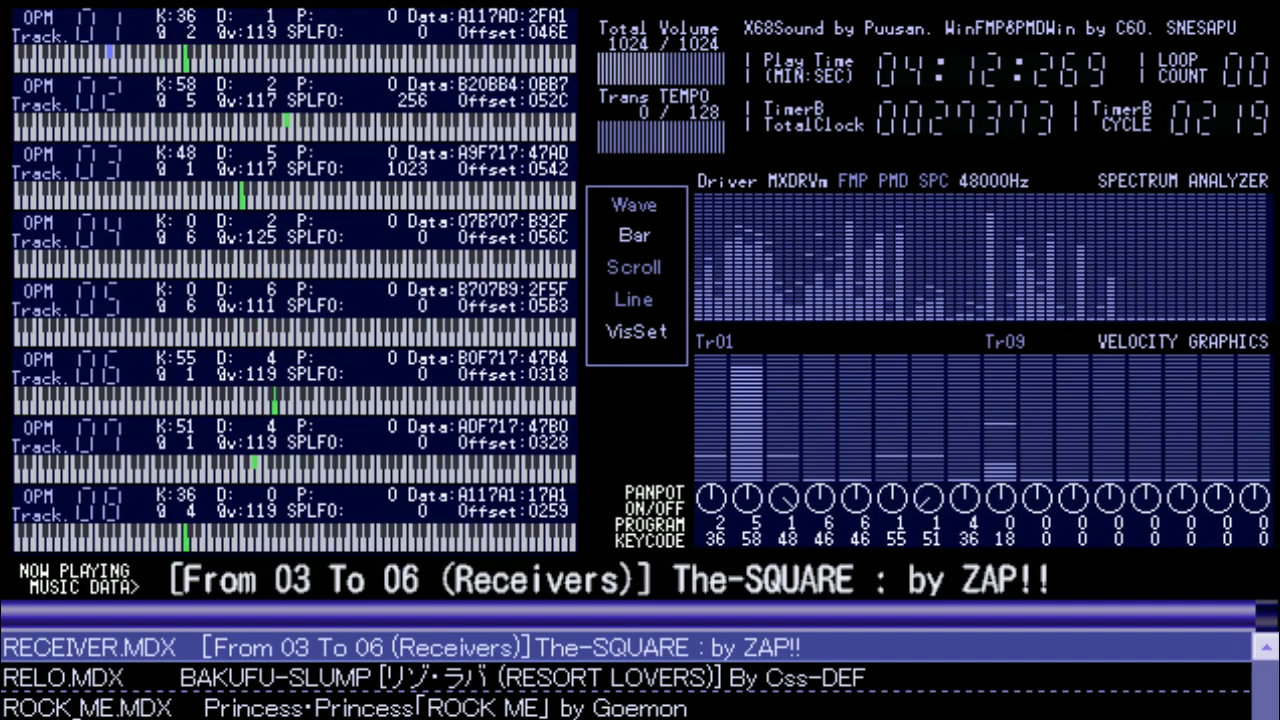 OPM K:36 D: 1 P: 0 Data:A117AD:2FA1
Track. 01 @ 2 @v:119 SPLFO: 0 Offset:046E
OPM K:58 D: 2 P: 0 Data:B20BB4:0BB7
Track. 02 @ 5 @v:117 SPLFO: 256 Offset:052C
OPM K:48 D: 5 P: 0 Data:A9F717:47AD
Track. 03 @ 1 @v:117 SPLFO: 1023 Offset:0542
OPM K: 0 D: 2 P: 0 Data:07B707:B92F
Track. 04 @ 6 @v:125 SPLFO: 0 Offset:056C
OPM K: 0 D: 6 P: 0 Data:B707B9:2F5F
Track. 05 @ 6 @v:111 SPLFO: 0 Offset:05B3
OPM K:55 D: 4 P: 0 Data:B0F717:47B4
Track. 06 @ 1 @v:119 SPLFO: 0 Offset:0318
OPM K:51 D: 4 P: 0 Data:ADF717:47B0
Track. 07 @ 1 @v:119 SPLFO: 0 Offset:0328
OPM K:36 D: 0 P: 0 Data:A117A1:17A1
Track. 08 @ 4 @v:119 SPLFO: 0 Offset:0259
Total Volume
1024 / 1024
Trans TEMPO
0 / 128
X68Sound by Puusan. WinFMP&PMDWin by C60. SNESAPU
Play Time (MIN:SEC) 04:12:269 LOOP COUNT 00
TimerB TotalClock 0027373 TimerB CYCLE 0219
Driver MXDRVm FMP PMD SPC 48000Hz SPECTRUM ANALYZER
Wave
Bar
Scroll
Line
VisSet
Tr01 Tr09 VELOCITY GRAPHICS
PANPOT
ON/OFF
PROGRAM 2 5 1 6 6 1 1 4 0 0 0 0 0 0 0 0
KEYCODE 36 58 48 46 46 55 51 36 18 0 0 0 0 0 0 0
NOW PLAYING
MUSIC DATA>
[From 03 To 06 (Receivers)] The-SQUARE : by ZAP!!
RECEIVER.MDX [From 03 To 06 (Receivers)] The-SQUARE : by ZAP!!
RELO.MDX BAKUFU-SLUMP [リゾ・ラバ (RESORT LOVERS)] By Css-DEF
ROCK_ME.MDX Princess・Princess「ROCK ME」 by Goemon